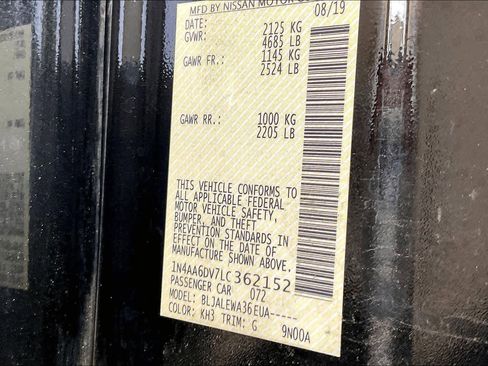 MFD BY NISSAN MOTOR
DATE: 08/19
GVWR: 2125 KG
4685 LB
GAWR FR.: 1145 KG
2524 LB
GAWR RR.: 1000 KG
2205 LB
THIS VEHICLE CONFORMS TO
ALL APPLICABLE FEDERAL
MOTOR VEHICLE SAFETY,
BUMPER, AND THEFT
PREVENTION STANDARDS IN
EFFECT ON THE DATE OF
MANUFACTURE SHOWN ABOVE.
1N4AA6DV7LC362152
PASSENGER CAR 072
MODEL: BLJALEWA36EUA-----
COLOR: KH3 TRIM: G 9N00A